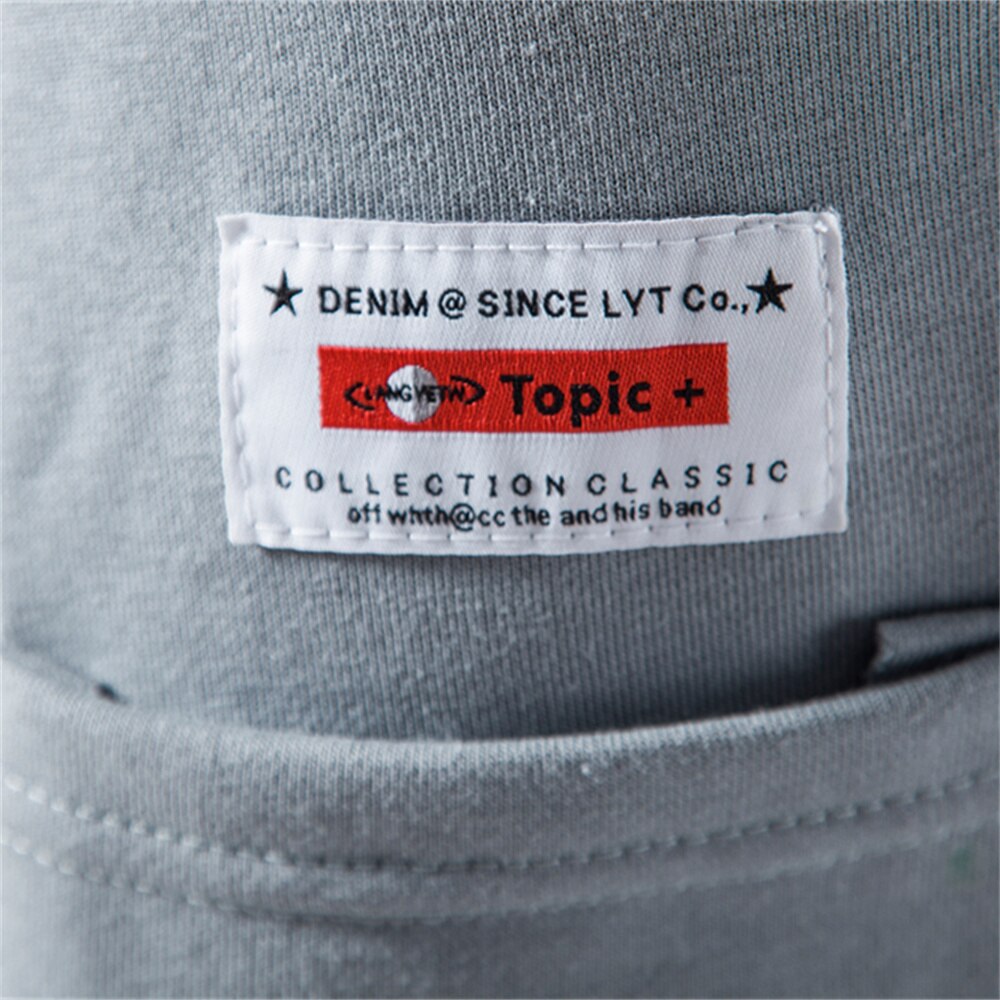 DENIM @ SINCE LYT Co.,
Topic +
COLLECTION CLASSIC
off whth@cc the and his band